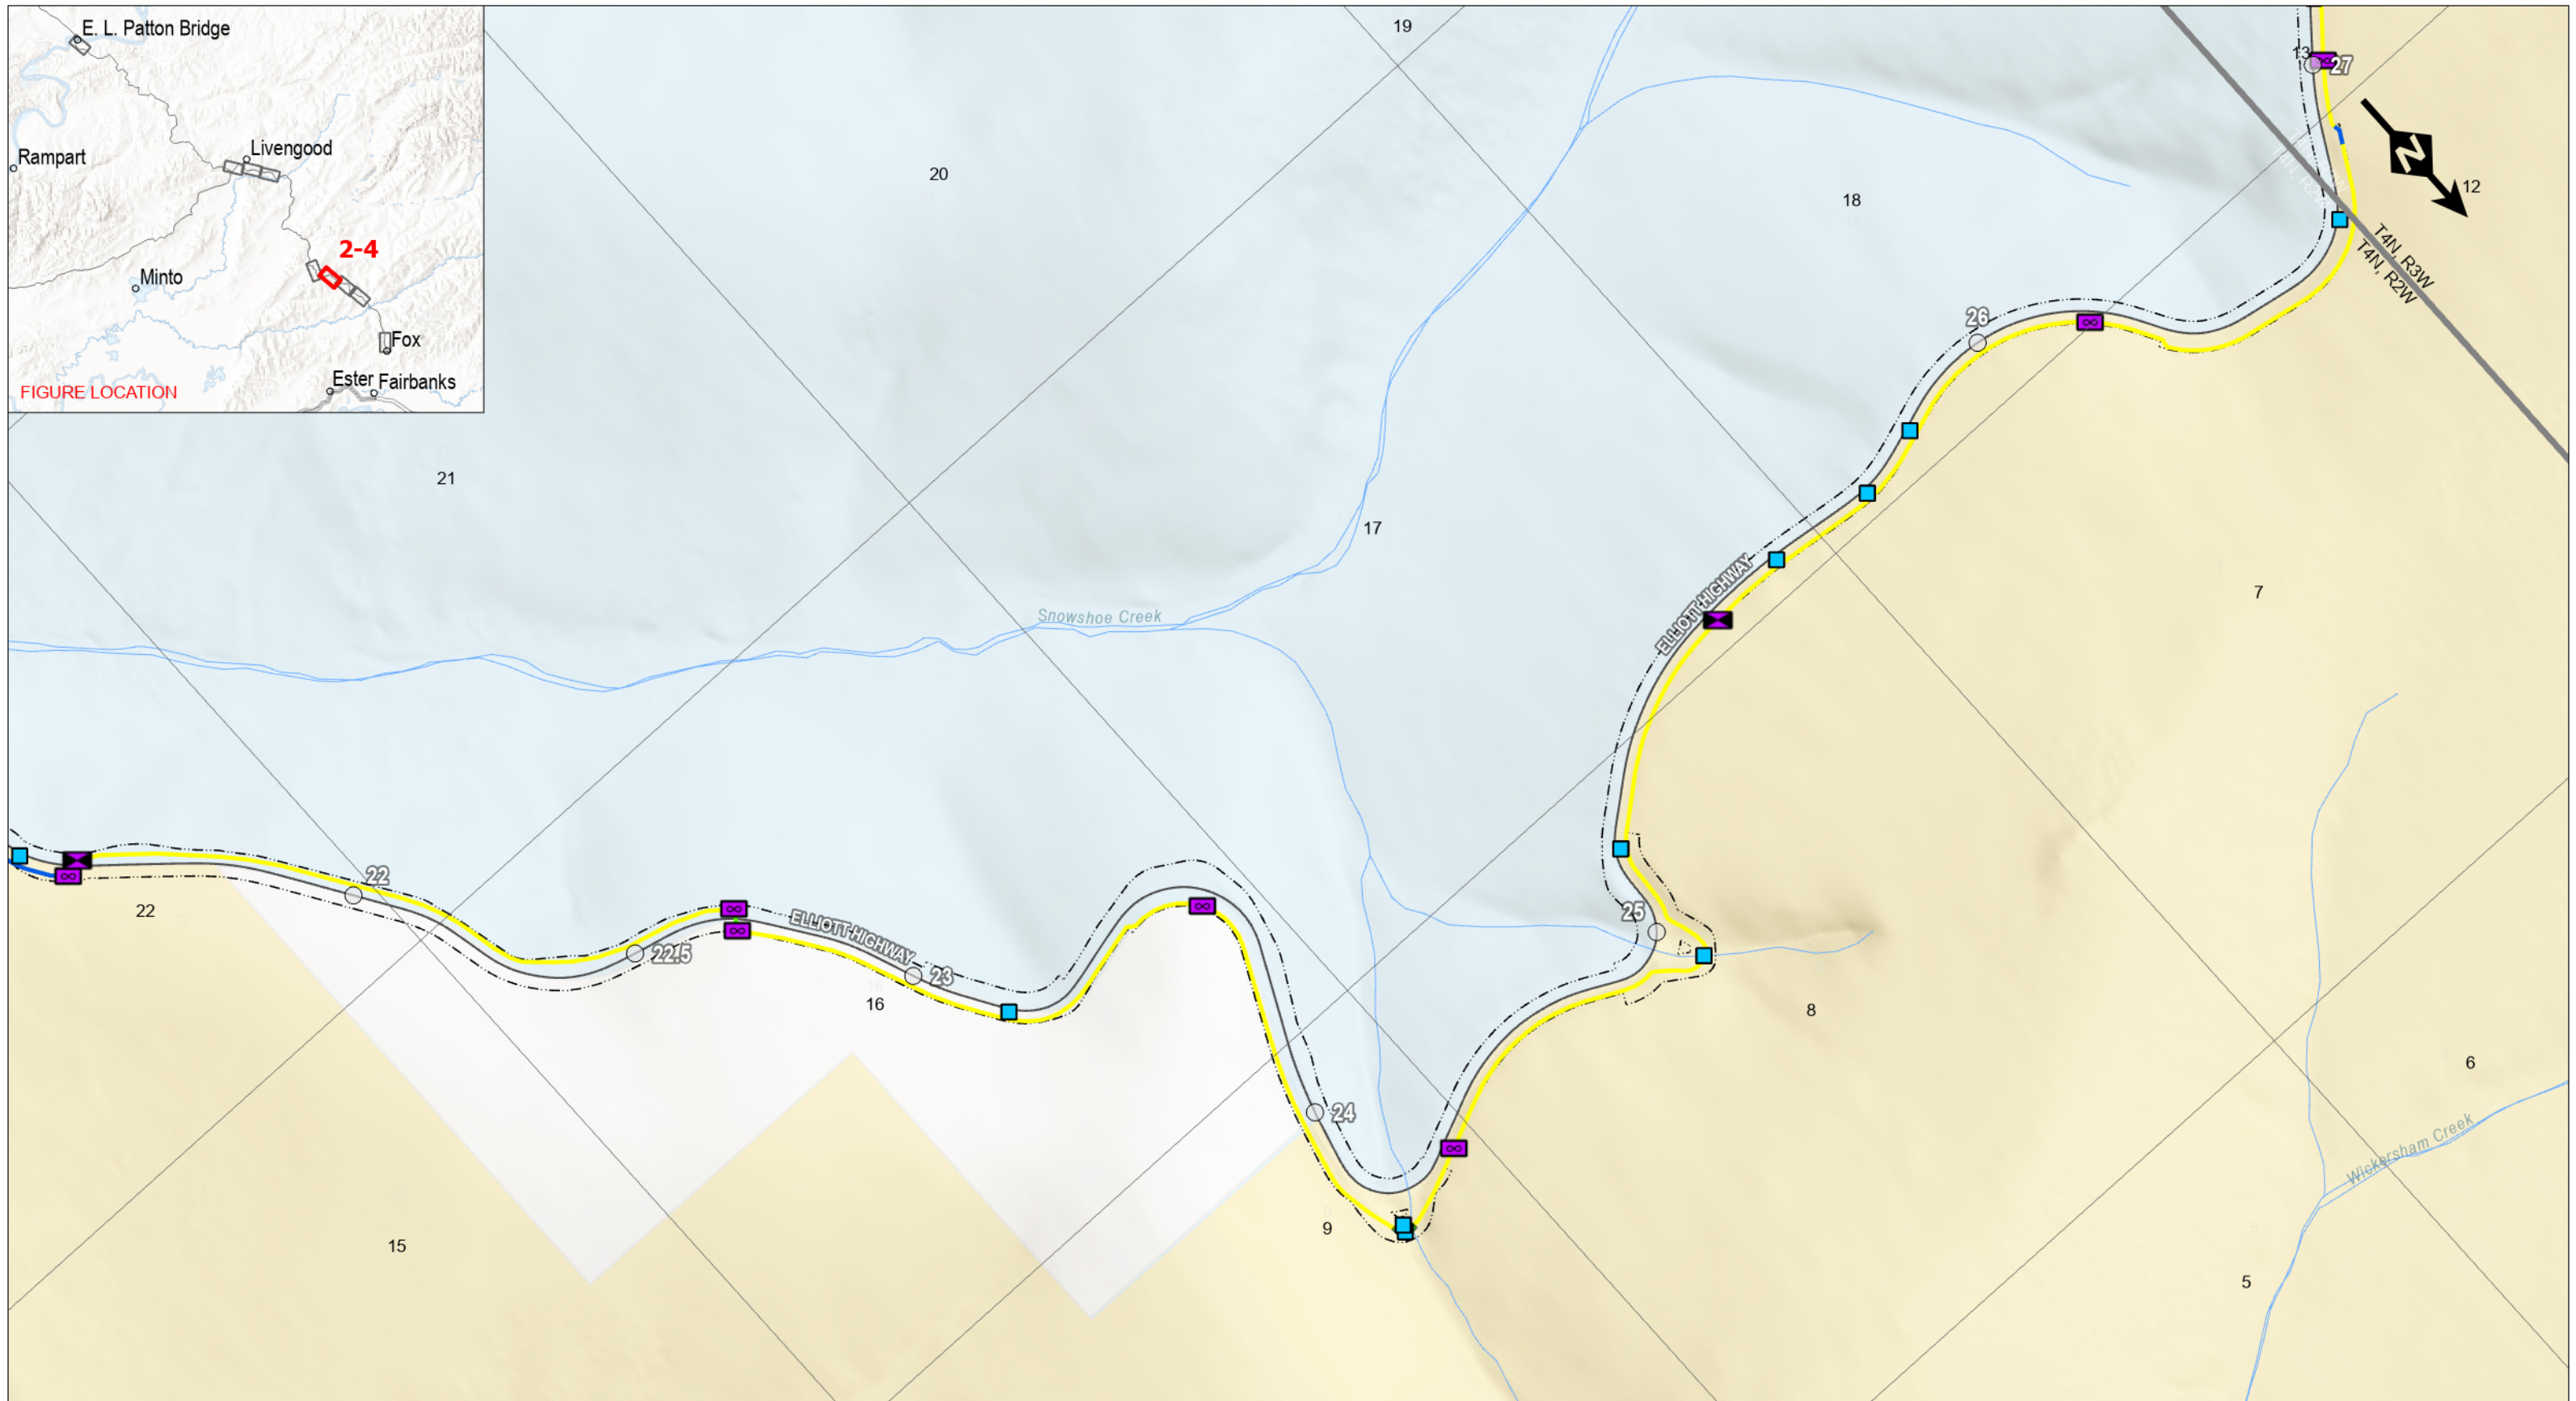 E. L. Patton Bridge
Rampart
Livengood
2-4
Minto
Fox
Ester
Fairbanks
FIGURE LOCATION
19
13
27
N
12
20
18
T4N, R3W
T4N, R2W
26
21
17
ELLIOTT HIGHWAY
7
Snowshoe Creek
22
22
25
22.5
ELLIOTT HIGHWAY
23
16
8
24
6
Wickersham Creek
9
15
5